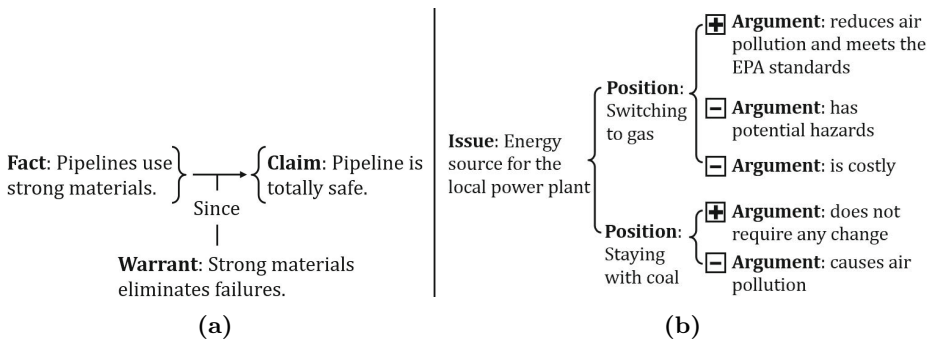 Fact: Pipelines use
strong materials.
Claim: Pipeline is
totally safe.
Since
Warrant: Strong materials
eliminates failures.
(a)
Issue: Energy
source for the
local power plant
Position:
Switching
to gas
+ Argument: reduces air
pollution and meets the
EPA standards
− Argument: has
potential hazards
− Argument: is costly
Position:
Staying
with coal
+ Argument: does not
require any change
− Argument: causes air
pollution
(b)